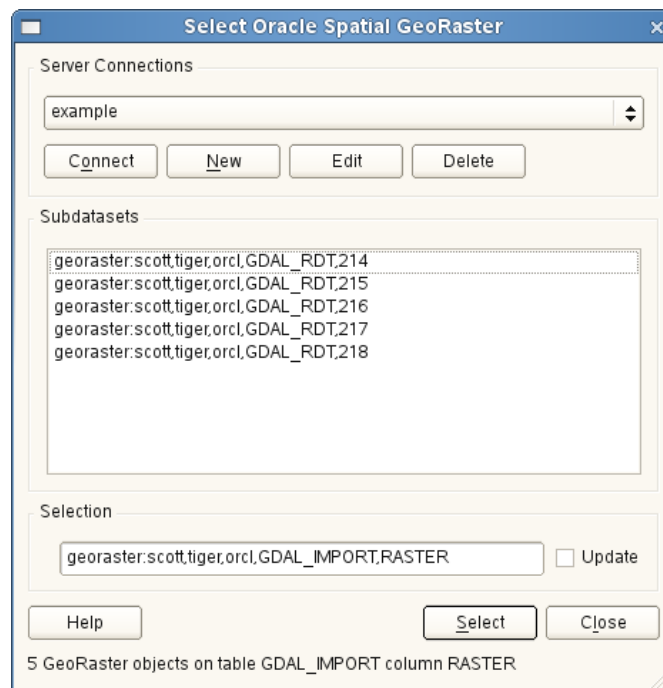 Select Oracle Spatial GeoRaster
Server Connections
example
Connect New Edit Delete
Subdatasets
georaster:scott,tiger,orcl,GDAL_RDT,214
georaster:scott,tiger,orcl,GDAL_RDT,215
georaster:scott,tiger,orcl,GDAL_RDT,216
georaster:scott,tiger,orcl,GDAL_RDT,217
georaster:scott,tiger,orcl,GDAL_RDT,218
Selection
georaster:scott,tiger,orcl,GDAL_IMPORT,RASTER Update
Help Select Close
5 GeoRaster objects on table GDAL_IMPORT column RASTER